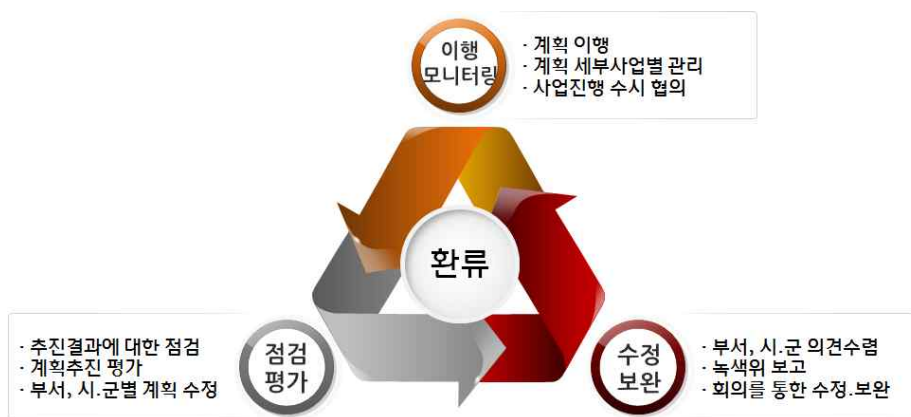 이행
모니터링
· 계획 이행
· 계획 세부사업별 관리
· 사업진행 수시 협의
환류
· 추진결과에 대한 점검
· 계획추진 평가
· 부서, 시.군별 계획 수정
점검
평가
수정
보완
· 부서, 시.군 의견수렴
· 녹색위 보고
· 회의를 통한 수정.보완